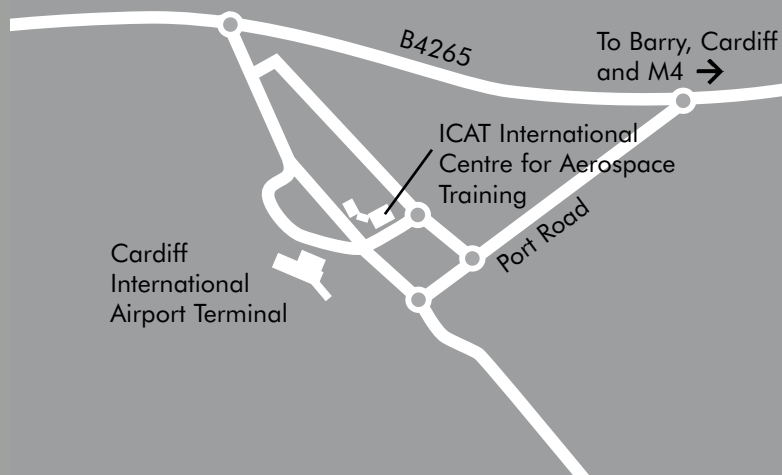 B4265
To Barry, Cardiff
and M4 →
ICAT International
Centre for Aerospace
Training
Port Road
Cardiff
International
Airport Terminal